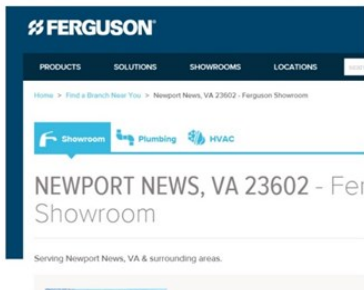 FERGUSON
PRODUCTS SOLUTIONS SHOWROOMS LOCATIONS
Home > Find a Branch Near You > Newport News, VA 23602 - Ferguson Showroom
Showroom Plumbing HVAC
NEWPORT NEWS, VA 23602 - Fer
Showroom
Serving Newport News, VA & surrounding areas.